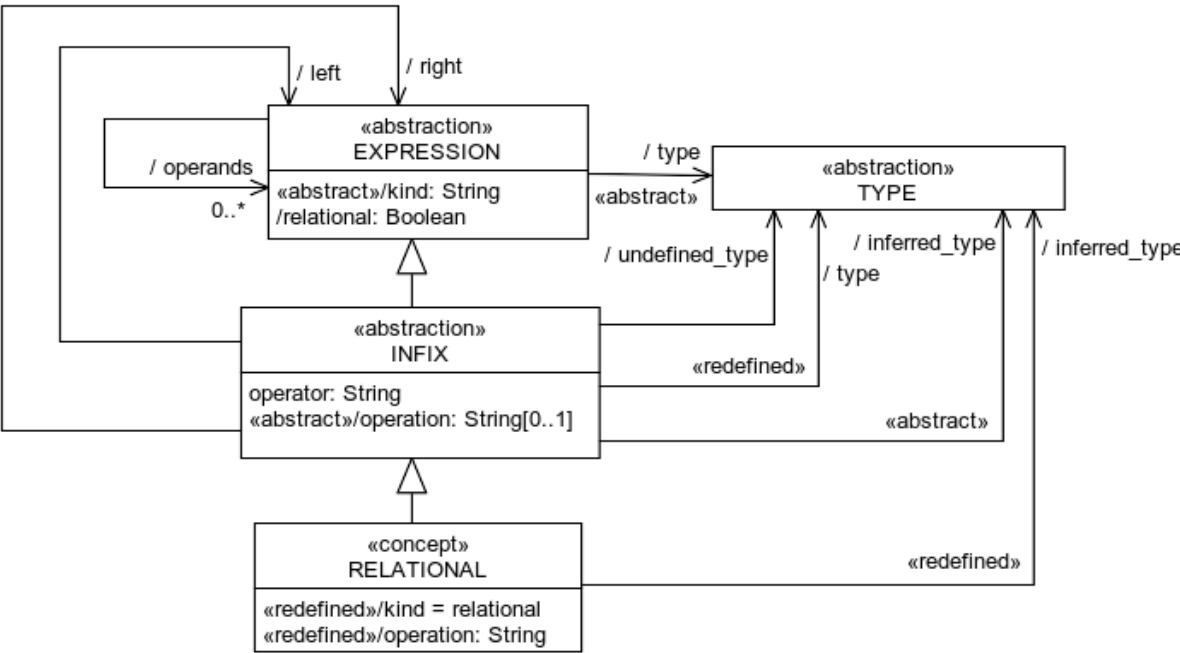 / left
/ right
«abstraction»
EXPRESSION
/ operands
0..*
«abstract»/kind: String
/relational: Boolean
/ type
«abstract»
«abstraction»
TYPE
/ undefined_type
/ type
/ inferred_type
/ inferred_type
«abstraction»
INFIX
operator: String
«abstract»/operation: String[0..1]
«redefined»
«abstract»
«concept»
RELATIONAL
«redefined»/kind = relational
«redefined»/operation: String
«redefined»